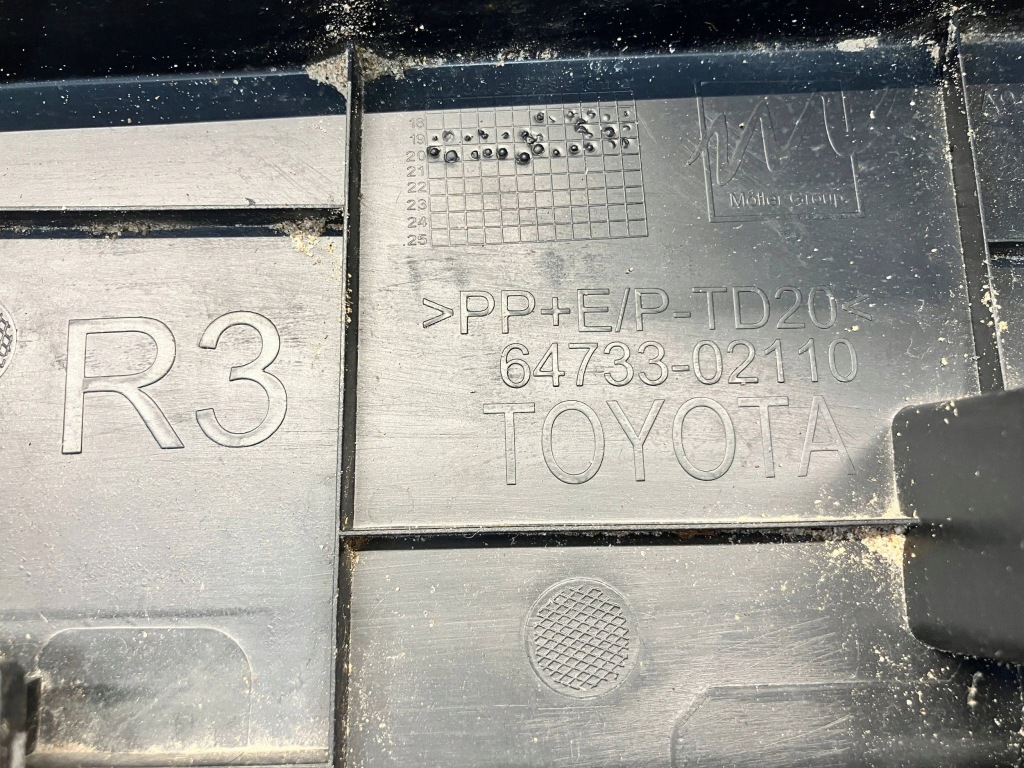 18
19
20
21
22
23
24
25
Möller Group
>PP+E/P-TD20<
64733-02110
TOYOTA
R3